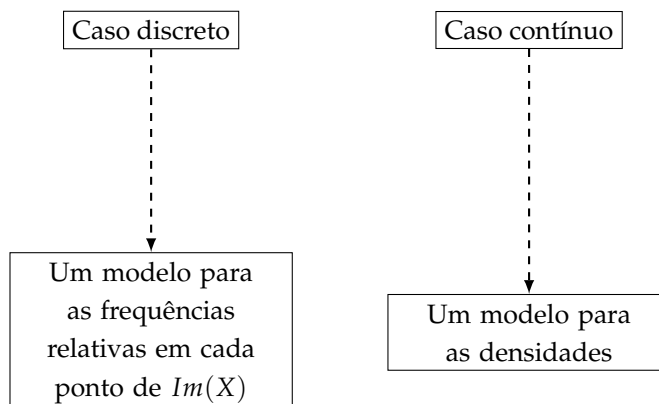 Caso discreto
Caso contínuo
Um modelo para
as frequências
relativas em cada
ponto de Im(X)
Um modelo para
as densidades